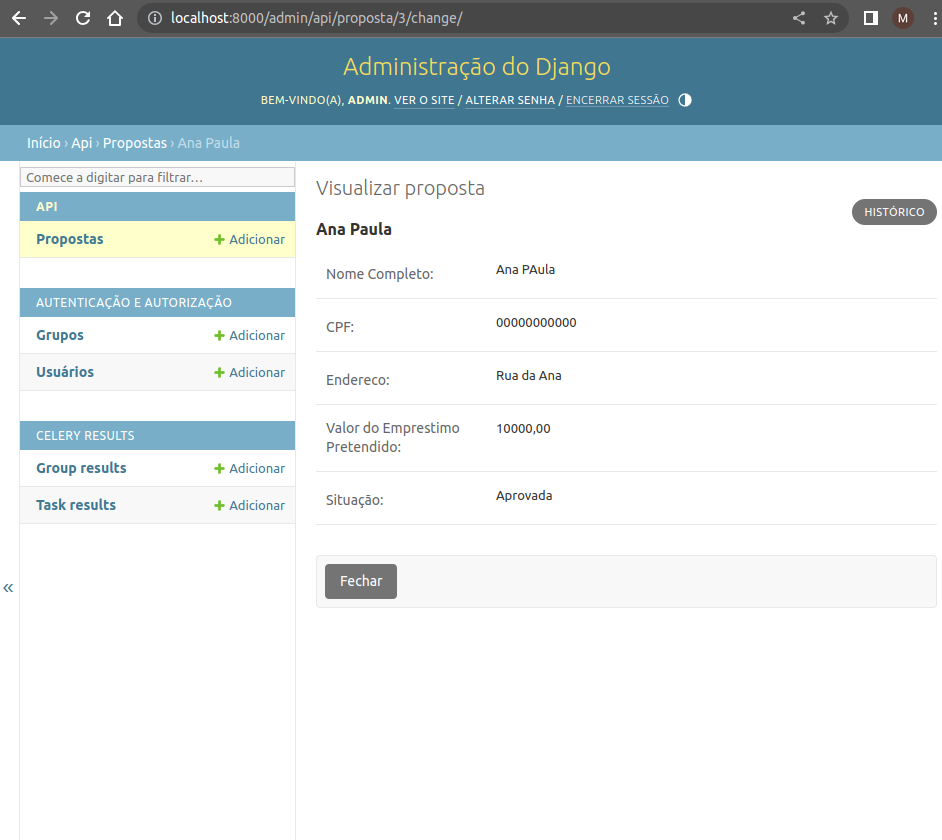 localhost:8000/admin/api/proposta/3/change/
M
Administração do Django
BEM-VINDO(A), ADMIN. VER O SITE / ALTERAR SENHA / ENCERRAR SESSÃO
Início › Api › Propostas › Ana Paula
Comece a digitar para filtrar...
API
Propostas + Adicionar
AUTENTICAÇÃO E AUTORIZAÇÃO
Grupos + Adicionar
Usuários + Adicionar
CELERY RESULTS
Group results + Adicionar
Task results + Adicionar
«
Visualizar proposta
HISTÓRICO
Ana Paula
Nome Completo: Ana PAula
CPF: 00000000000
Endereco: Rua da Ana
Valor do Emprestimo
Pretendido: 10000,00
Situação: Aprovada
Fechar